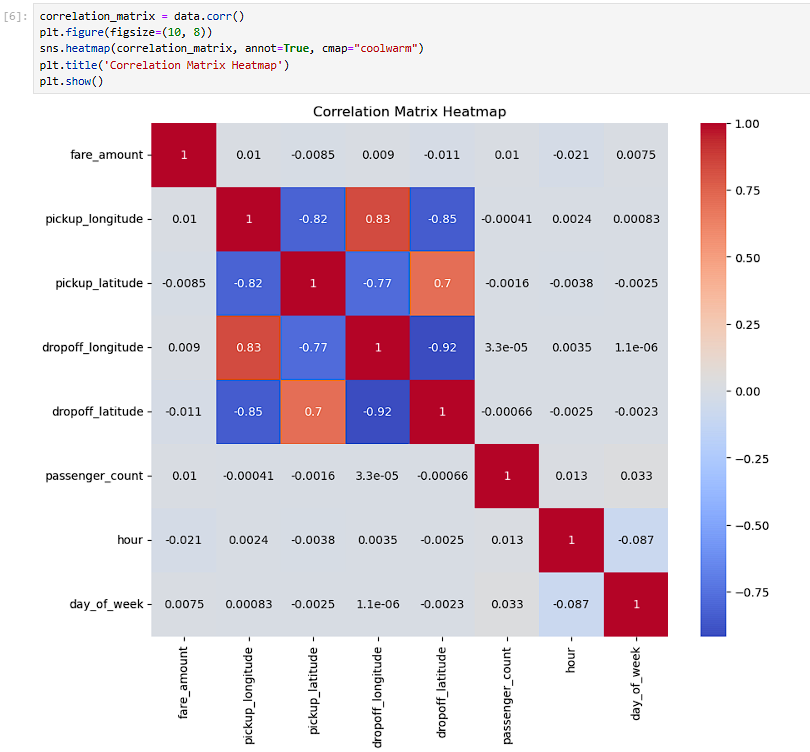 [6]: correlation_matrix = data.corr()
plt.figure(figsize=(10, 8))
sns.heatmap(correlation_matrix, annot=True, cmap="coolwarm")
plt.title('Correlation Matrix Heatmap')
plt.show()
Correlation Matrix Heatmap
fare_amount 1 0.01 -0.0085 0.009 -0.011 0.01 -0.021 0.0075
pickup_longitude 0.01 1 -0.82 0.83 -0.85 -0.00041 0.0024 0.00083
pickup_latitude -0.0085 -0.82 1 -0.77 0.7 -0.0016 -0.0038 -0.0025
dropoff_longitude 0.009 0.83 -0.77 1 -0.92 3.3e-05 0.0035 1.1e-06
dropoff_latitude -0.011 -0.85 0.7 -0.92 1 -0.00066 -0.0025 -0.0023
passenger_count 0.01 -0.00041 -0.0016 3.3e-05 -0.00066 1 0.013 0.033
hour -0.021 0.0024 -0.0038 0.0035 -0.0025 0.013 1 -0.087
day_of_week 0.0075 0.00083 -0.0025 1.1e-06 -0.0023 0.033 -0.087 1
fare_amount
pickup_longitude
pickup_latitude
dropoff_longitude
dropoff_latitude
passenger_count
hour
day_of_week
1.00
0.75
0.50
0.25
0.00
−0.25
−0.50
−0.75